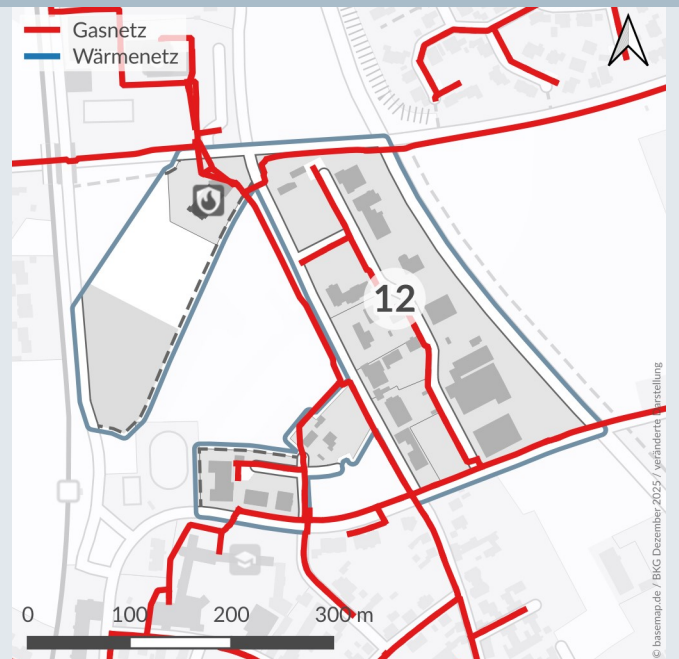 Gasnetz
Wärmenetz
12
© basemap.de / BKG Dezember 2025 / veränderte Darstellung
0 100 200 300 m